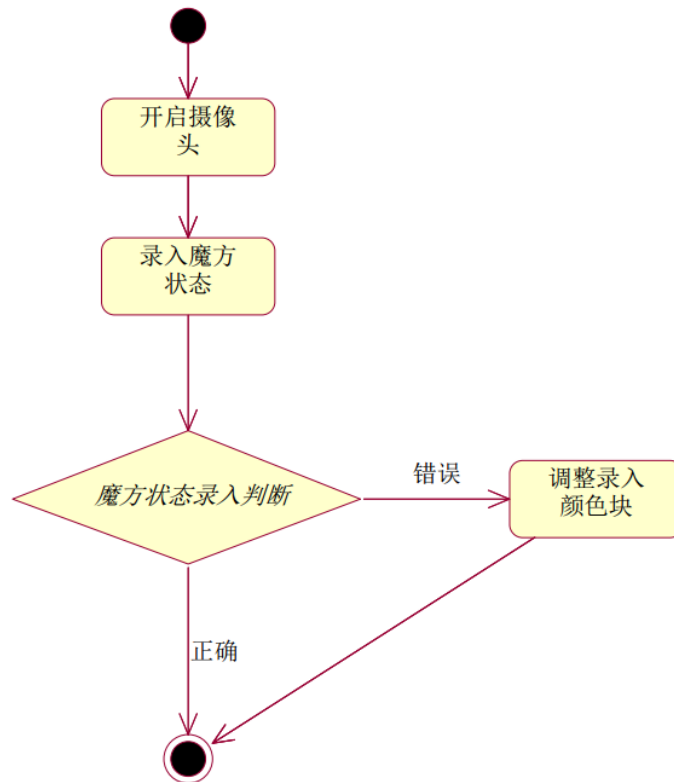 开启摄像
头
录入魔方
状态
魔方状态录入判断
错误
调整录入
颜色块
正确